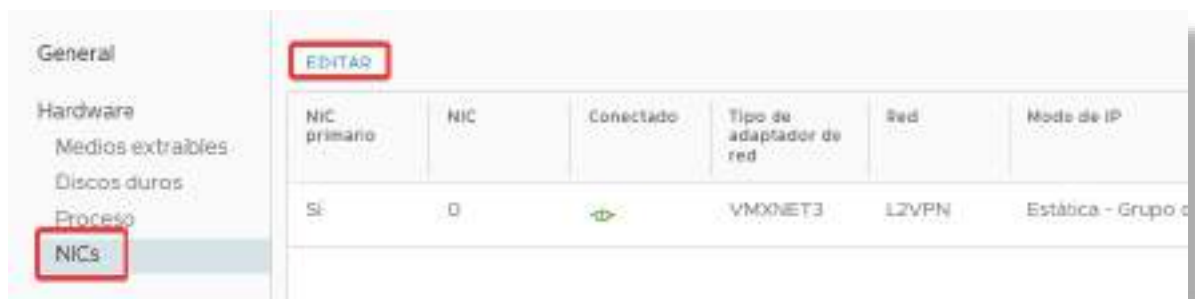 General
EDITAR
Hardware
Medios extraíbles
Discos duros
Proceso
NICs
NIC primario
NIC
Conectado
Tipo de adaptador de red
Red
Modo de IP
Sí
0
VMXNET3
L2VPN
Estática - Grupo